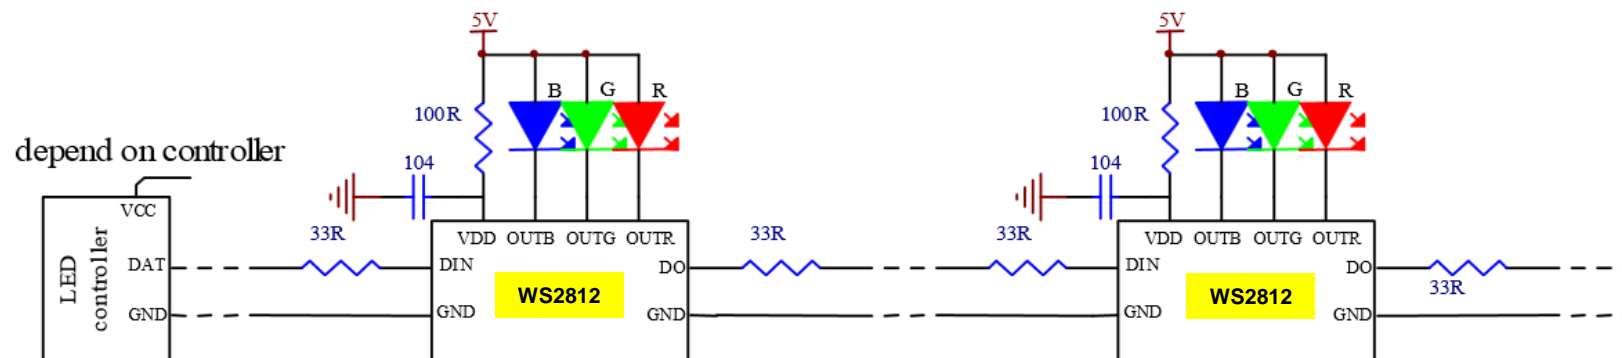 5V
5V
B G R
B G R
100R
100R
depend on controller
104
104
VCC
33R
33R
33R
VDD OUTB OUTG OUTR
VDD OUTB OUTG OUTR
LED controller
DAT
DIN
DO
DIN
DO
WS2812
WS2812
33R
GND
GND
GND
GND
GND